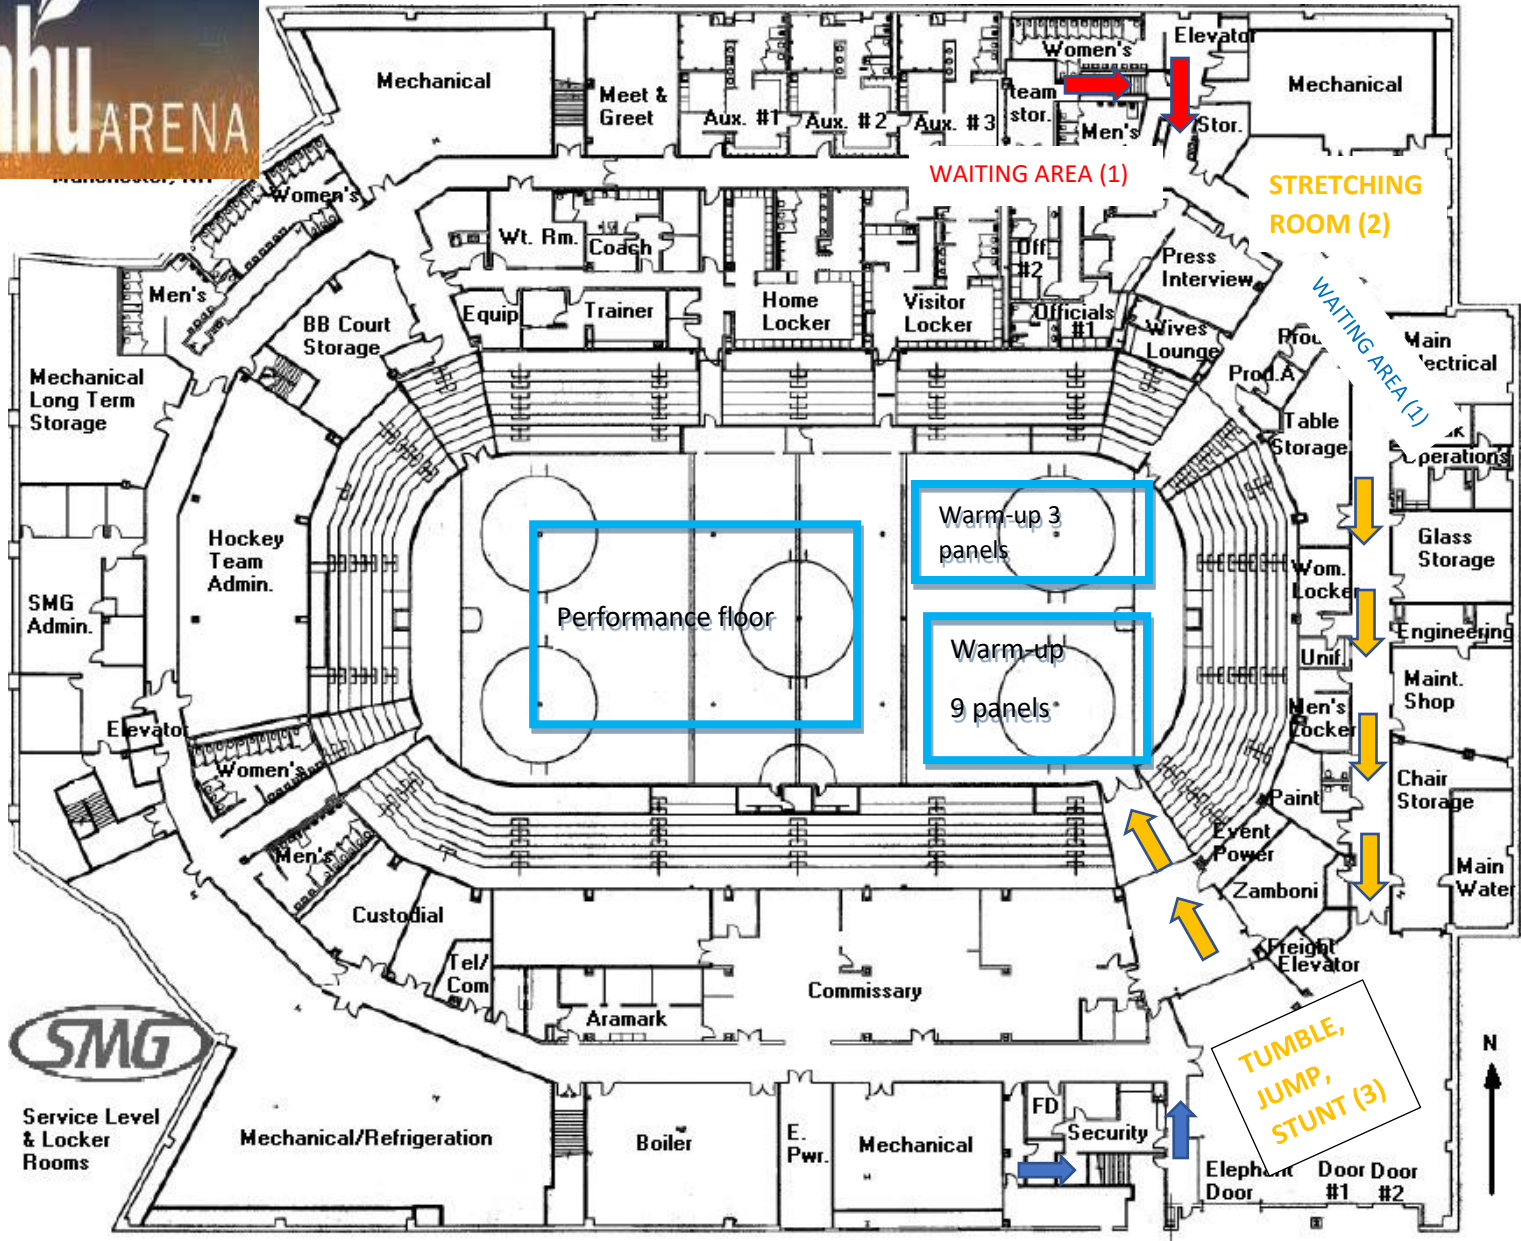 nhu ARENA
Manchester, NH
Mechanical
Meet &
Greet
Aux. #1
Aux. #2
Aux. #3
Women's
team
stor.
Men's
Elevator
Stor.
Mechanical
WAITING AREA (1)
STRETCHING
ROOM (2)
WAITING AREA (1)
Women's
Men's
Wt. Rm.
Coach
Equip
Trainer
Home
Locker
Visitor
Locker
Off
#2
Officials
#1
Press
Interview
Wives
Lounge
Prod.A
Table
Storage
Main
Electrical
Operations
BB Court
Storage
Mechanical
Long Term
Storage
Hockey
Team
Admin.
SMG
Admin.
Elevator
Women's
Men's
Performance floor
Warm-up 3
panels
Warm-up
9 panels
Wom.
Locker
Unif.
Men's
Locker
Glass
Storage
Engineering
Maint.
Shop
Chair
Storage
Main
Water
Paint
Event
Power
Zamboni
Freight
Elevator
Custodial
Tel/
Com
Aramark
Commissary
TUMBLE,
JUMP,
STUNT (3)
N
SMG
Service Level
& Locker
Rooms
Mechanical/Refrigeration
Boiler
E.
Pwr.
Mechanical
FD
Security
Elephant
Door
Door
#1
Door
#2